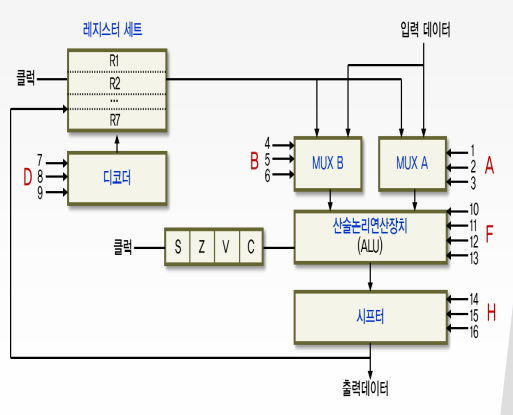 레지스터 세트
입력 데이터
클럭
R1
R2
...
R7
D
7
8
9
디코더
B
4
5
6
MUX B
MUX A
1
2
3
A
클럭
S Z V C
산술논리연산장치
(ALU)
10
11
12
13
F
시프터
14
15
16
H
출력데이터